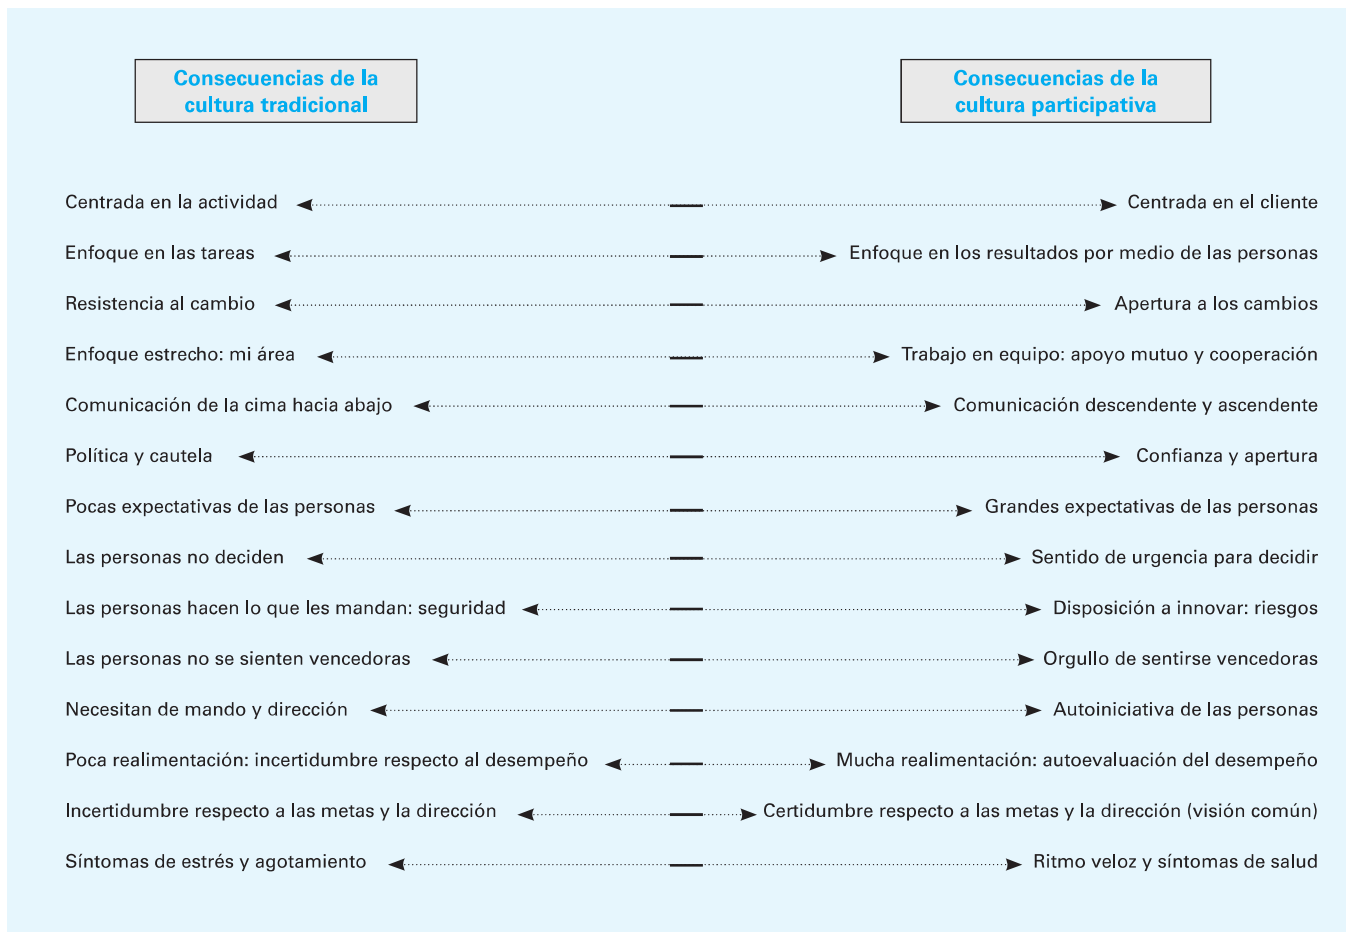 Consecuencias de la
cultura tradicional
Consecuencias de la
cultura participativa
Centrada en la actividad Centrada en el cliente
Enfoque en las tareas Enfoque en los resultados por medio de las personas
Resistencia al cambio Apertura a los cambios
Enfoque estrecho: mi área Trabajo en equipo: apoyo mutuo y cooperación
Comunicación de la cima hacia abajo Comunicación descendente y ascendente
Política y cautela Confianza y apertura
Pocas expectativas de las personas Grandes expectativas de las personas
Las personas no deciden Sentido de urgencia para decidir
Las personas hacen lo que les mandan: seguridad Disposición a innovar: riesgos
Las personas no se sienten vencedoras Orgullo de sentirse vencedoras
Necesitan de mando y dirección Autoiniciativa de las personas
Poca realimentación: incertidumbre respecto al desempeño Mucha realimentación: autoevaluación del desempeño
Incertidumbre respecto a las metas y la dirección Certidumbre respecto a las metas y la dirección (visión común)
Síntomas de estrés y agotamiento Ritmo veloz y síntomas de salud